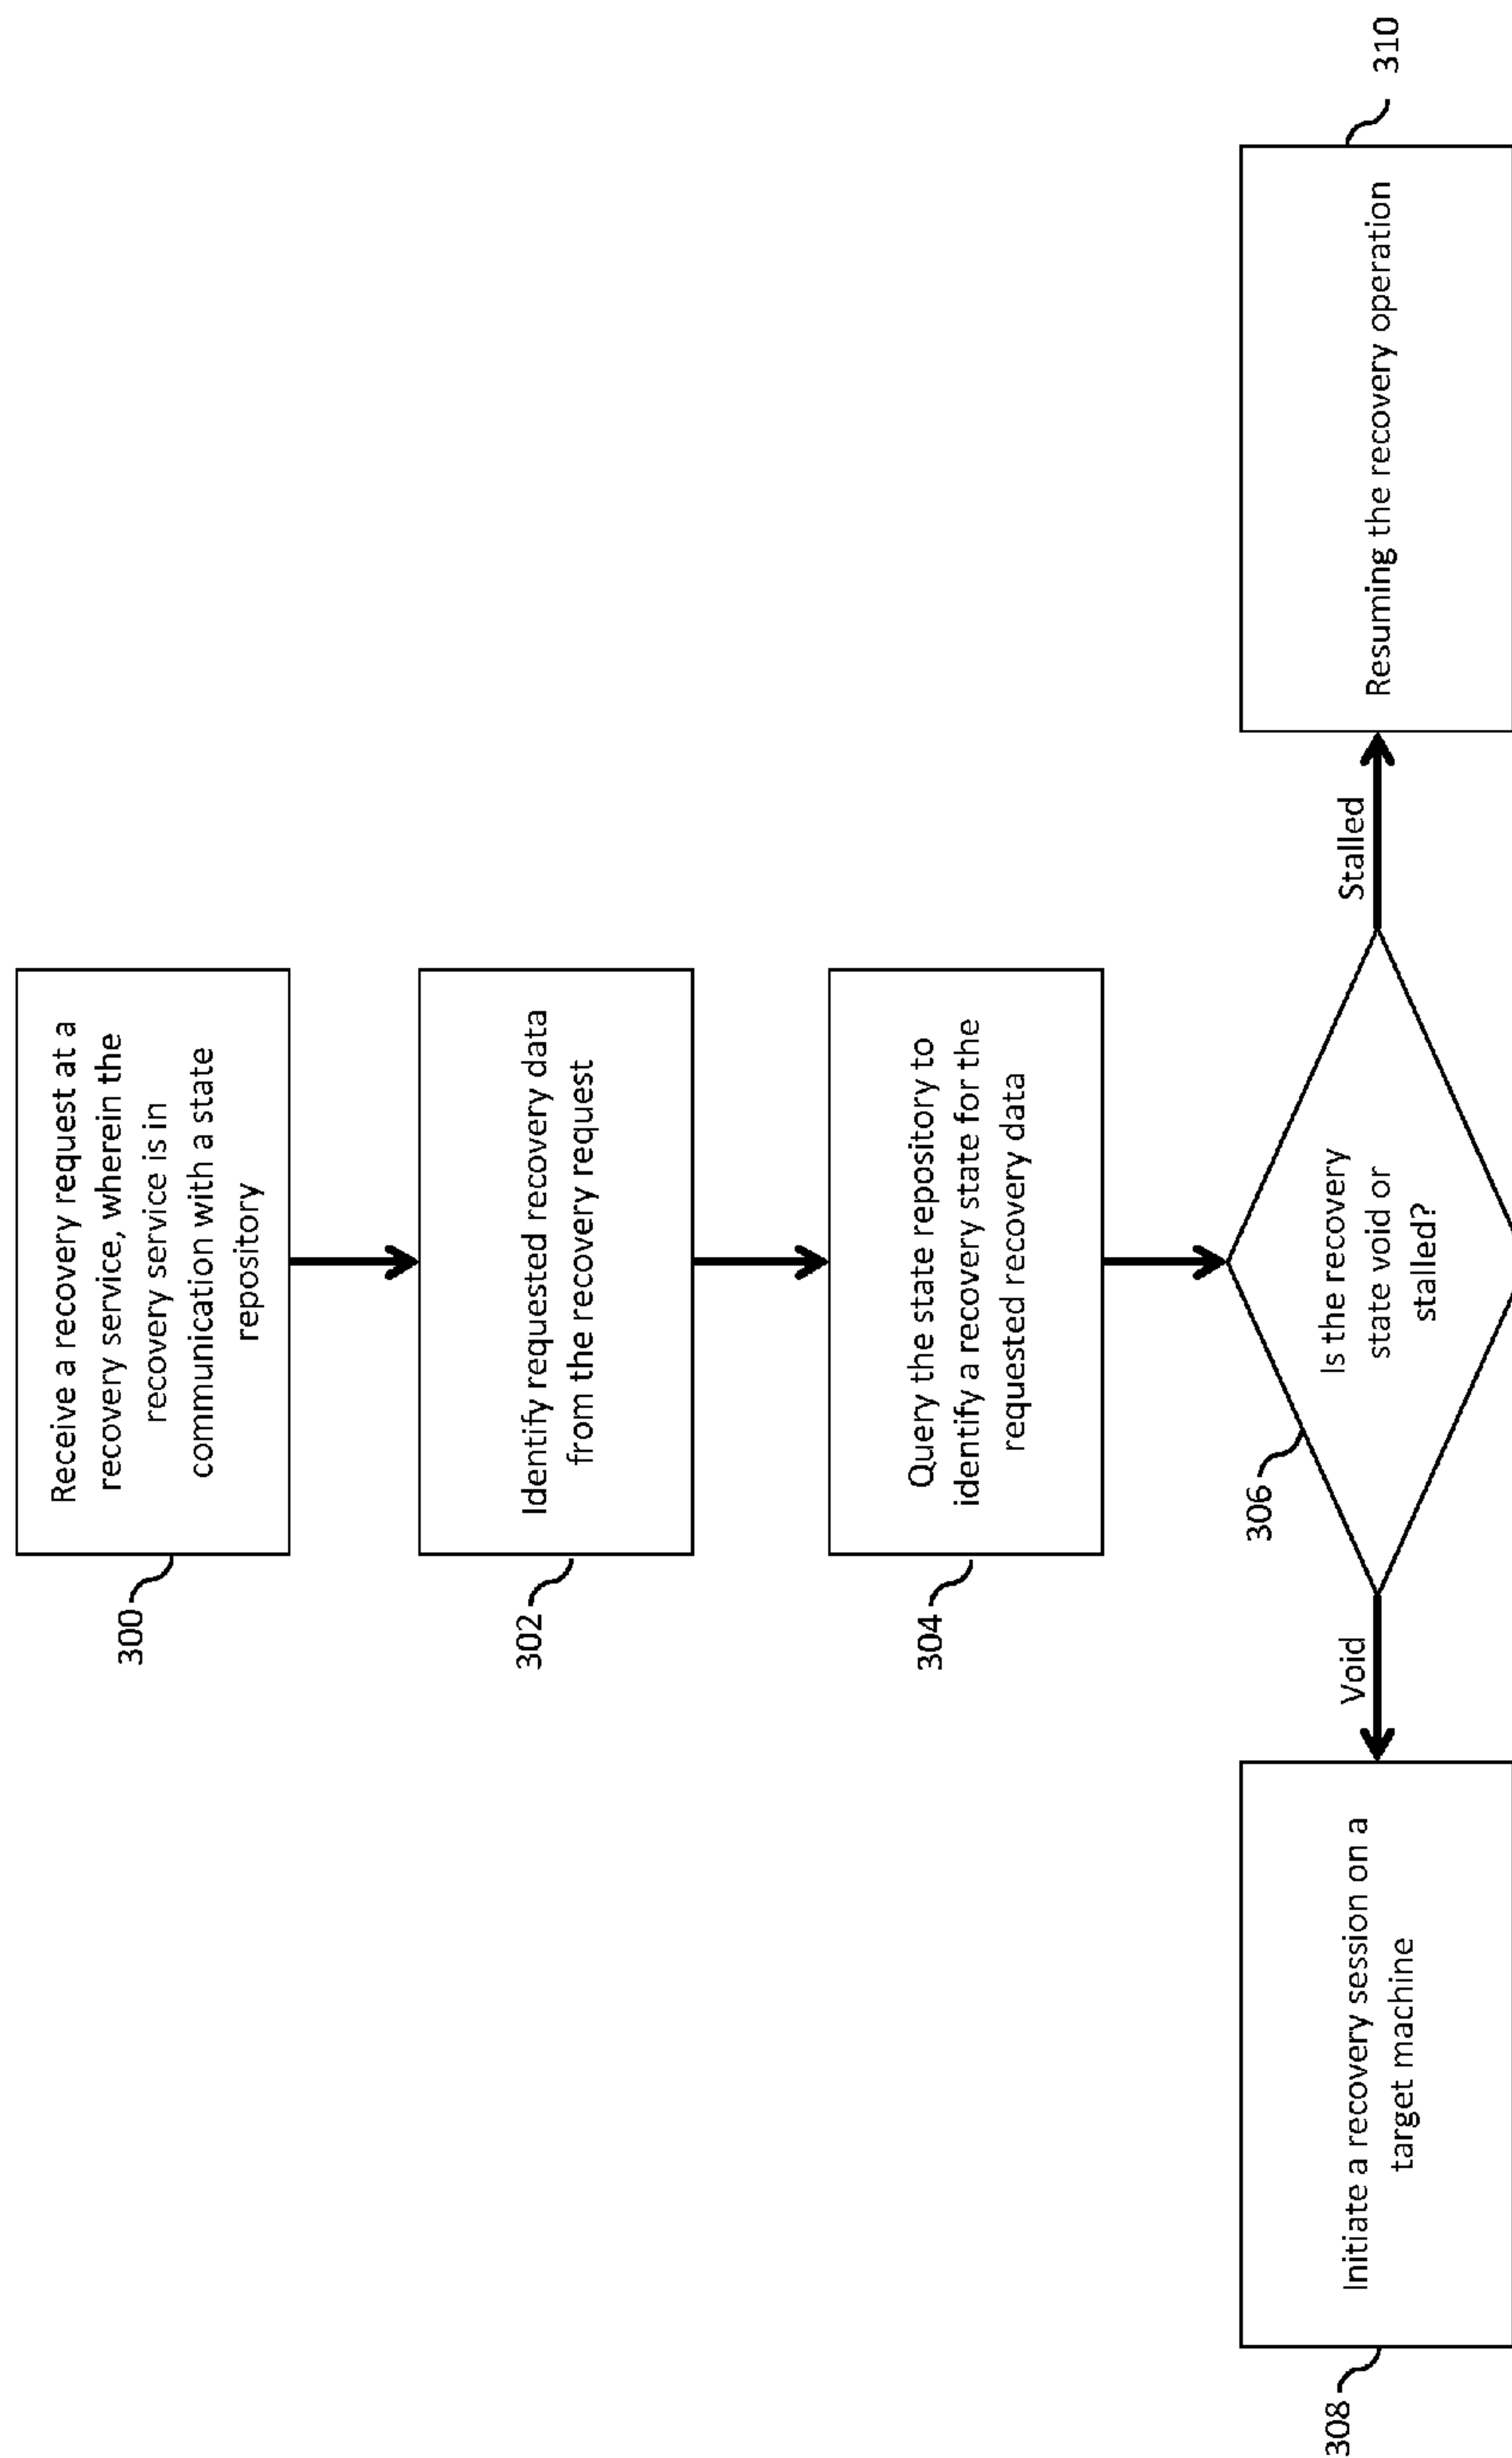 300
Receive a recovery request at a
recovery service, wherein the
recovery service is in
communication with a state
repository
302
Identify requested recovery data
from the recovery request
304
Query the state repository to
identify a recovery state for the
requested recovery data
306
Is the recovery
state void or
stalled?
Void
Stalled
308
Initiate a recovery session on a
target machine
Resuming the recovery operation
310